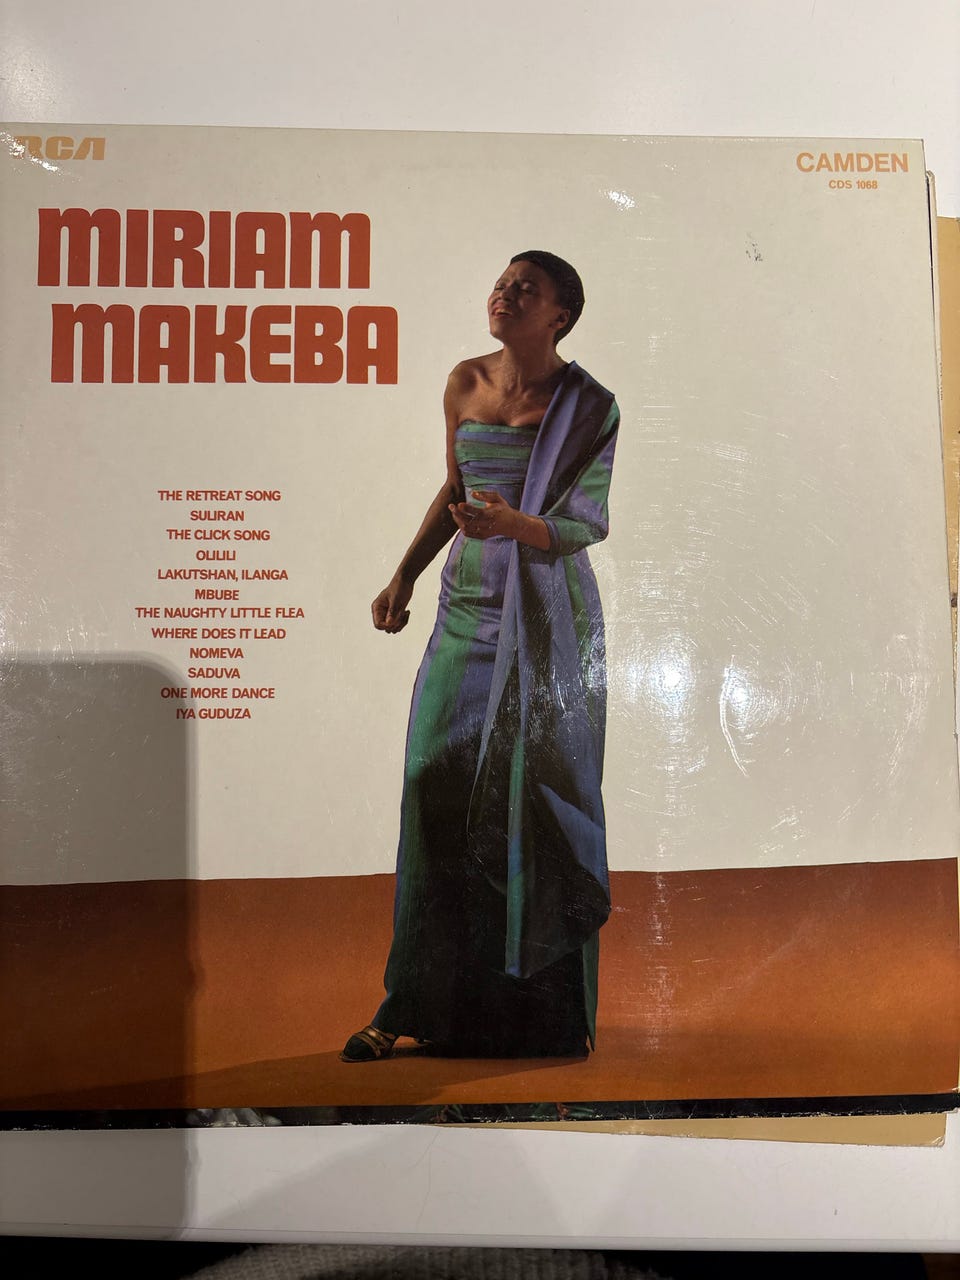 RCA
CAMDEN
CDS 1068
MIRIAM
MAKEBA
THE RETREAT SONG
SULIRAN
THE CLICK SONG
OLILILI
LAKUTSHAN, ILANGA
MBUBE
THE NAUGHTY LITTLE FLEA
WHERE DOES IT LEAD
NOMEVA
SADUVA
ONE MORE DANCE
IYA GUDUZA